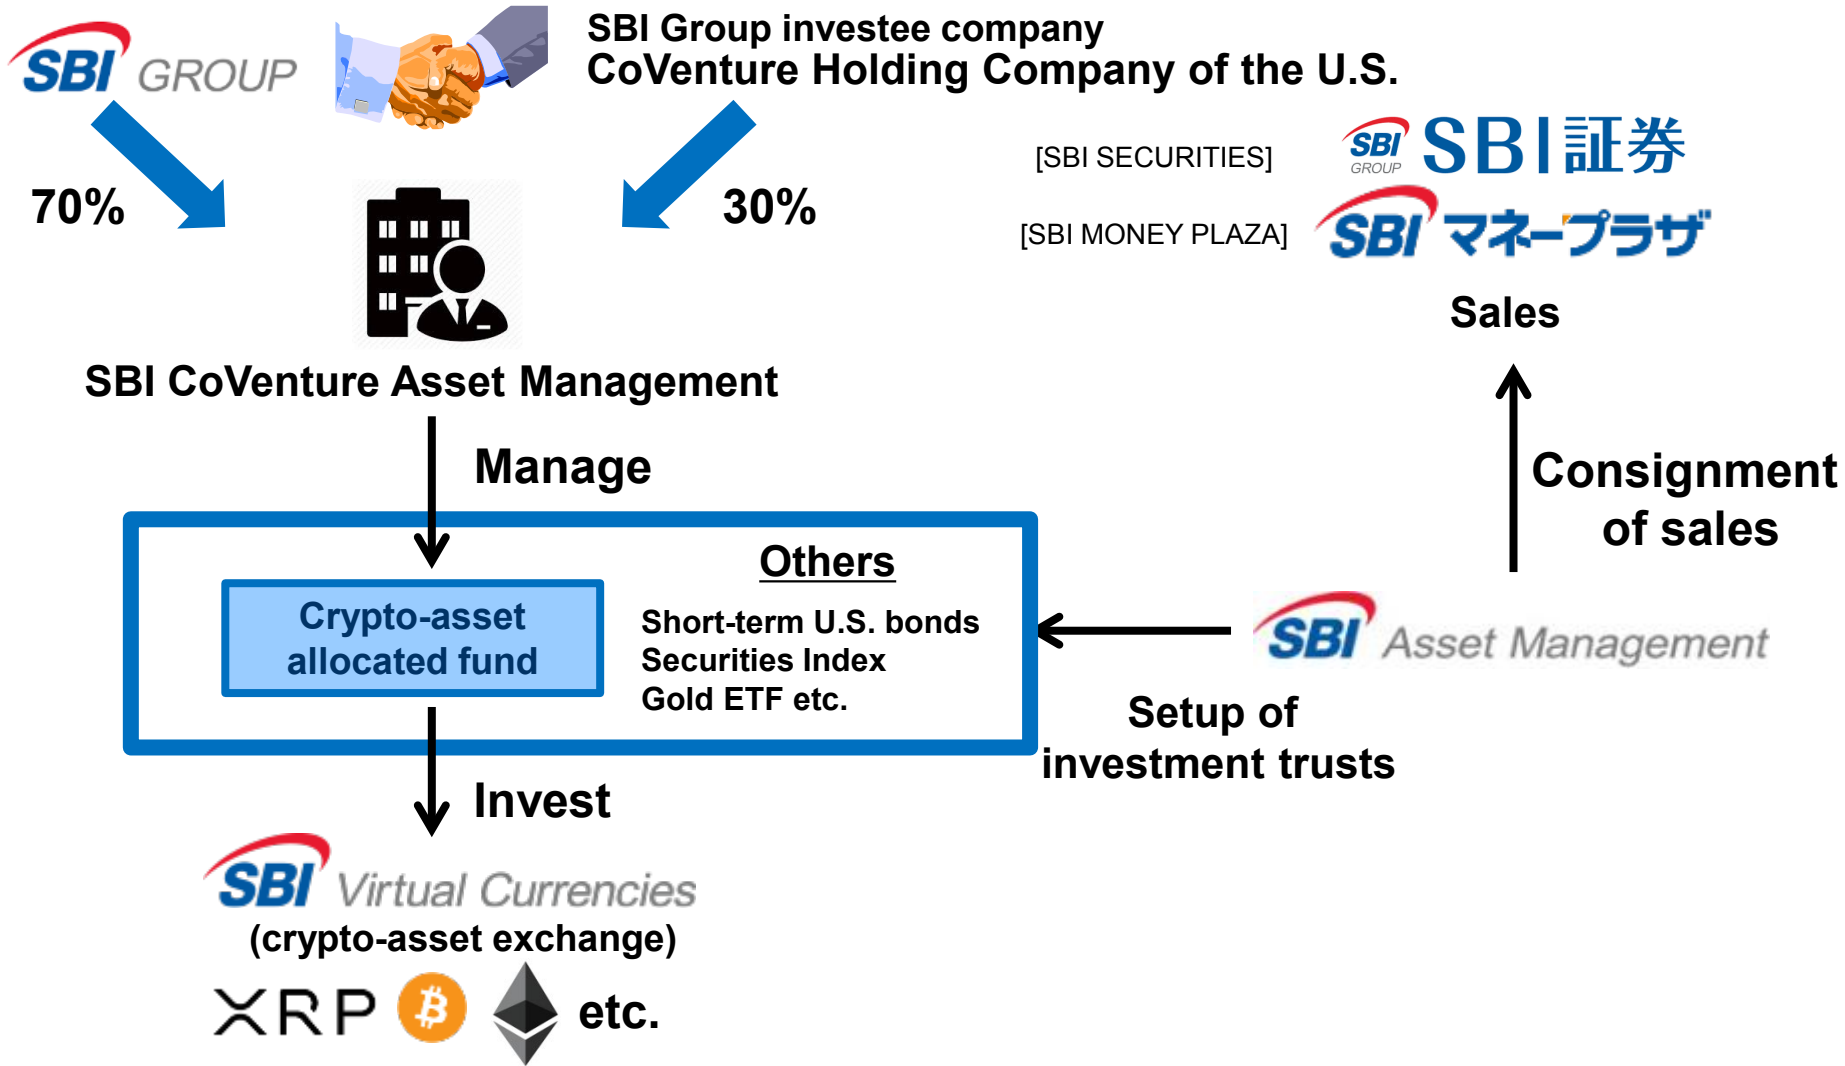 SBI GROUP
SBI Group investee company
CoVenture Holding Company of the U.S.
70%
30%
[SBI SECURITIES]
SBI GROUP SBI証券
[SBI MONEY PLAZA]
SBI マネープラザ
Sales
SBI CoVenture Asset Management
Manage
Consignment
of sales
Others
Crypto-asset
allocated fund
Short-term U.S. bonds
Securities Index
Gold ETF etc.
SBI Asset Management
Setup of
investment trusts
Invest
SBI Virtual Currencies
(crypto-asset exchange)
XRP ₿ etc.